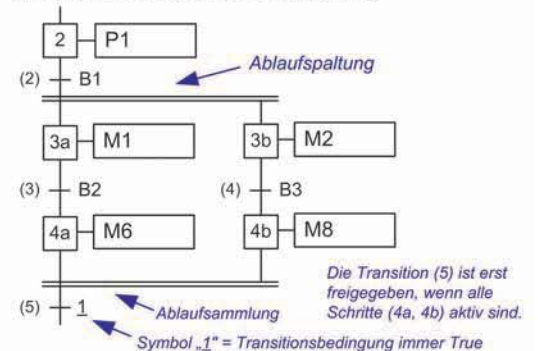 2 P1
(2) B1 Ablaufspaltung
3a M1 3b M2
(3) B2 (4) B3
4a M6 4b M8
Die Transition (5) ist erst
freigegeben, wenn alle
Schritte (4a, 4b) aktiv sind.
(5) 1 Ablaufsammlung
Symbol „1" = Transitionsbedingung immer True